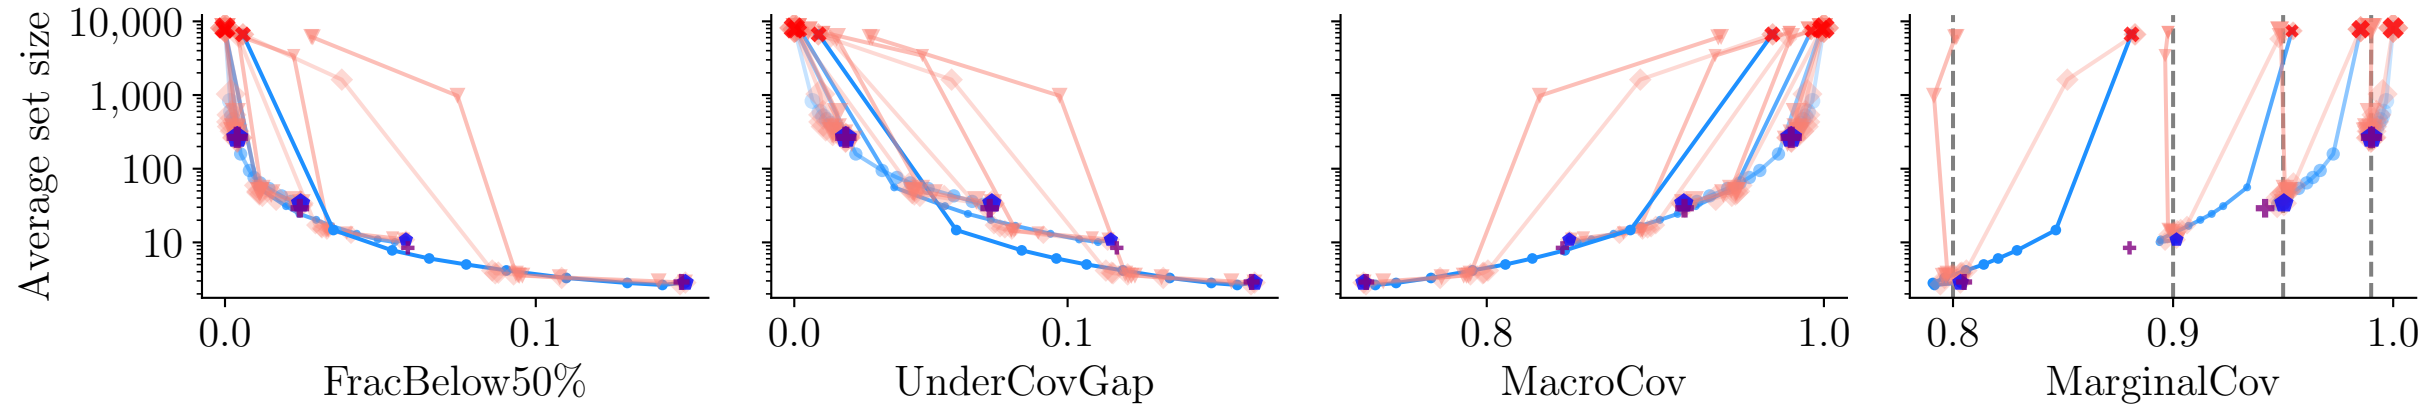 Average set size
10,000
1,000
100
10
0.0 0.1
FracBelow50%
0.0 0.1
UnderCovGap
0.8 1.0
MacroCov
0.8 0.9 1.0
MarginalCov